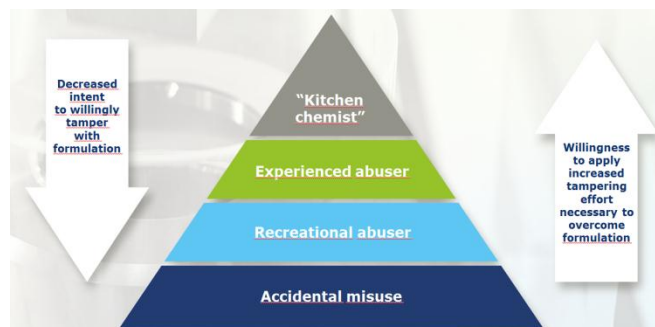 Decreased
intent
to willingly
tamper
with
formulation
“Kitchen
chemist”
Experienced abuser
Recreational abuser
Accidental misuse
Willingness
to apply
increased
tampering
effort
necessary to
overcome
formulation